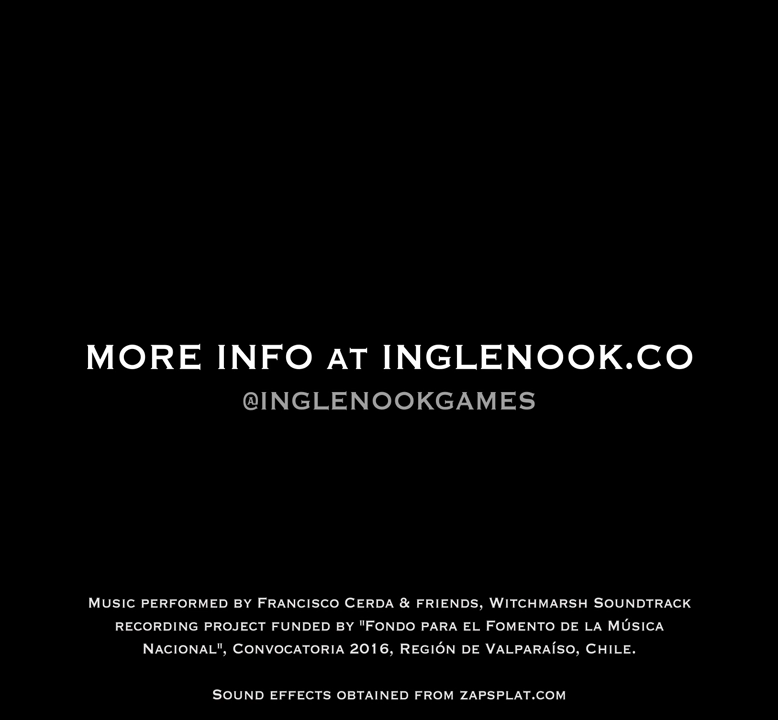 MORE INFO AT INGLENOOK.CO
@INGLENOOKGAMES
Music performed by Francisco Cerda & friends, Witchmarsh Soundtrack
recording project funded by "Fondo para el Fomento de la Música
Nacional", Convocatoria 2016, Región de Valparaíso, Chile.
Sound effects obtained from zapsplat.com